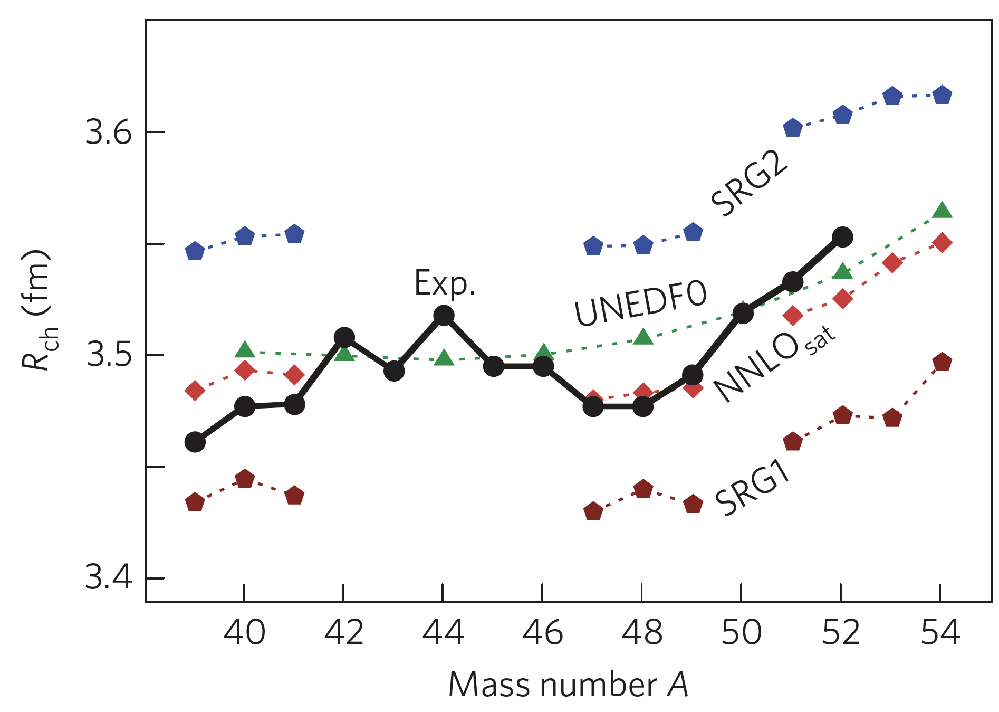 3.6
3.5
3.4
R_ch (fm)
SRG2
Exp.
UNEDF0
NNLO_sat
SRG1
40 42 44 46 48 50 52 54
Mass number A